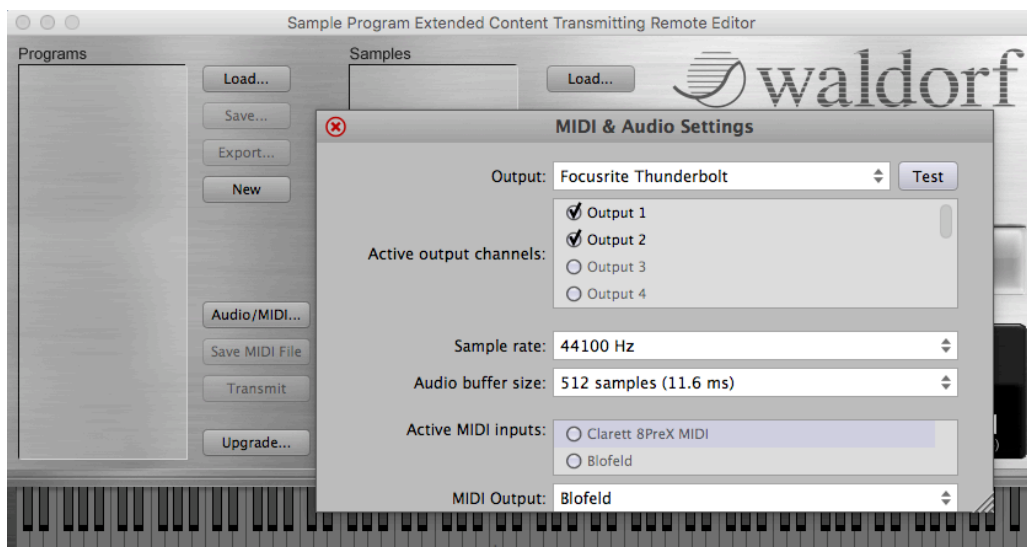 Sample Program Extended Content Transmitting Remote Editor
Programs
Samples
Load...
Load...
waldorf
Save...
Export...
New
Audio/MIDI...
Save MIDI File
Transmit
Upgrade...
MIDI & Audio Settings
Output: Focusrite Thunderbolt Test
Active output channels:
Output 1
Output 2
Output 3
Output 4
Sample rate: 44100 Hz
Audio buffer size: 512 samples (11.6 ms)
Active MIDI inputs: Clarett 8PreX MIDI
Blofeld
MIDI Output: Blofeld